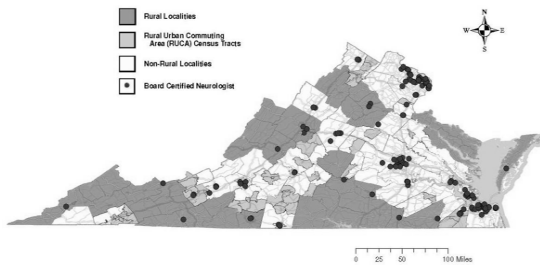 Rural Localities
Rural Urban Commuting
Area (RUCA) Census Tracts
Non-Rural Localities
Board Certified Neurologist
N
W E
S
0 25 50 100 Miles